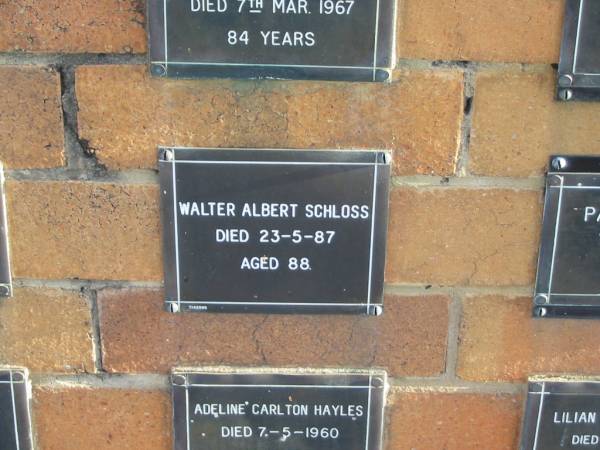 DIED 7TH MAR. 1967
84 YEARS
WALTER ALBERT SCHLOSS
DIED 23-5-87
AGED 88.
PA
ADELINE CARLTON HAYLES
DIED 7-5-1960
LILIAN
DIED